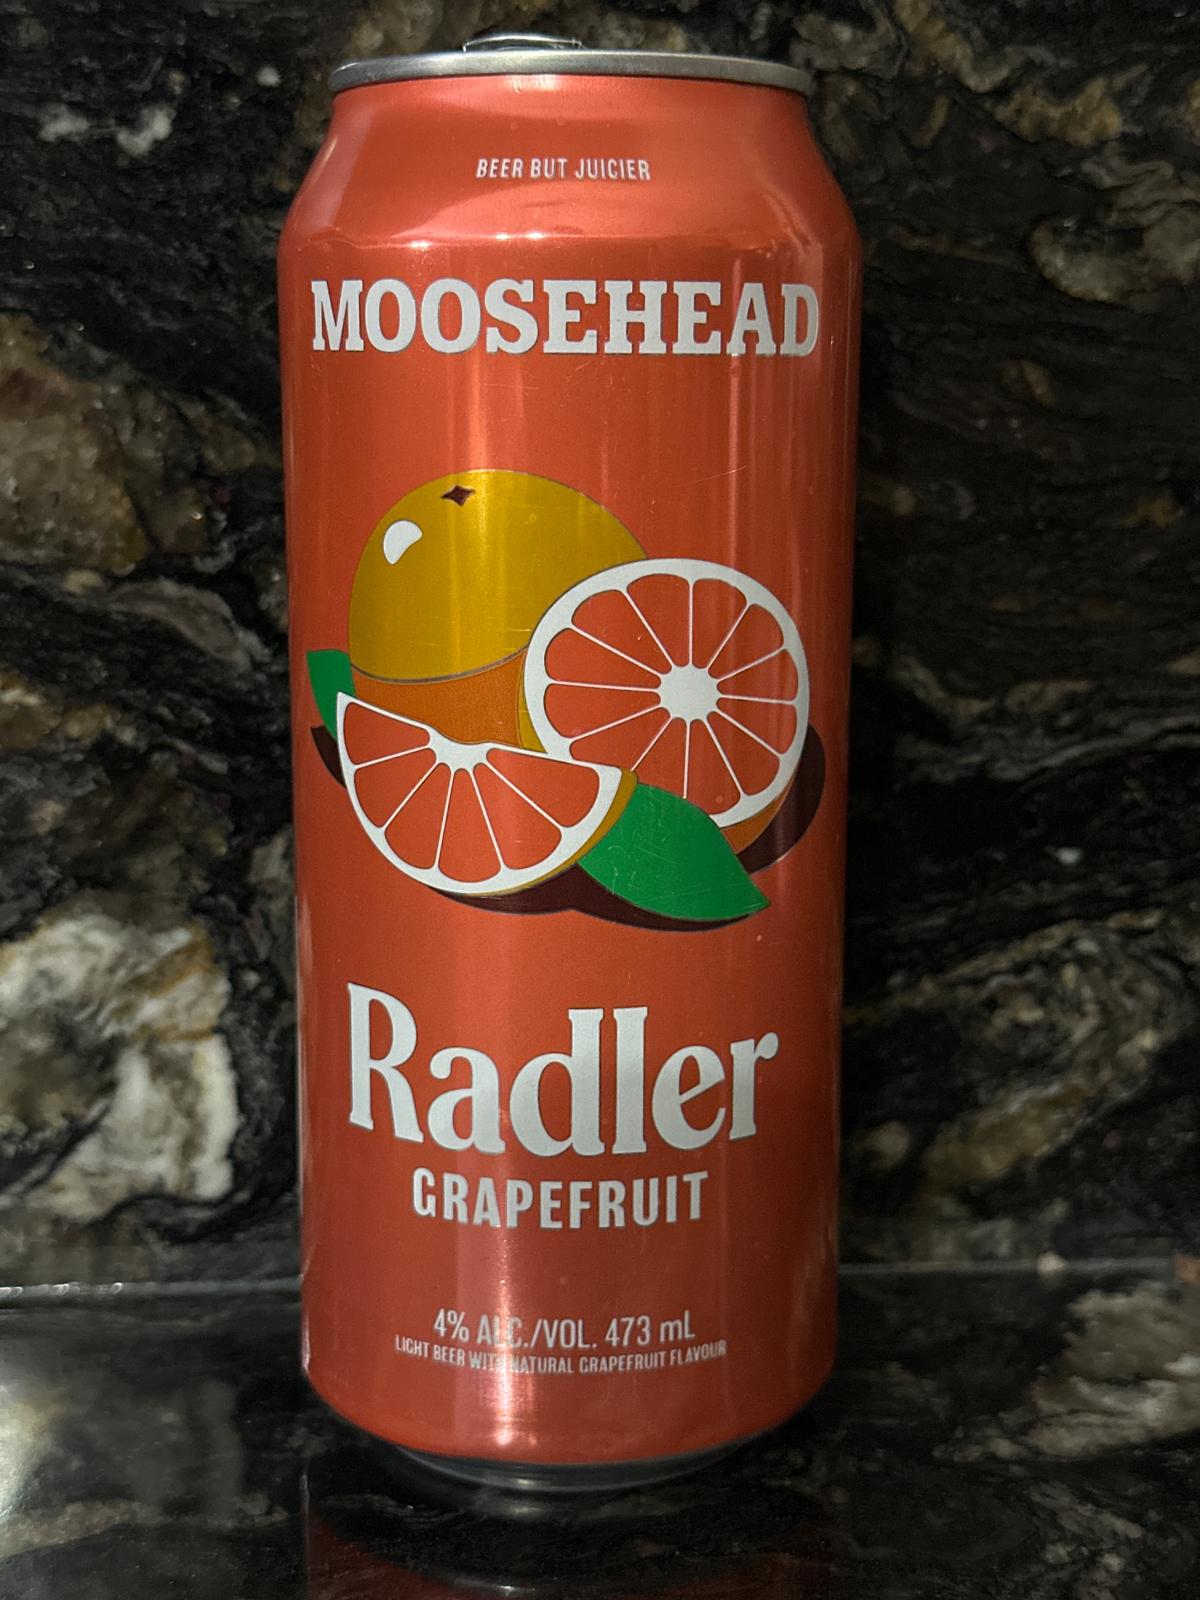 BEER BUT JUICIER
MOOSEHEAD
Radler
GRAPEFRUIT
4% ALC./VOL. 473 mL
LIGHT BEER WITH NATURAL GRAPEFRUIT FLAVOUR